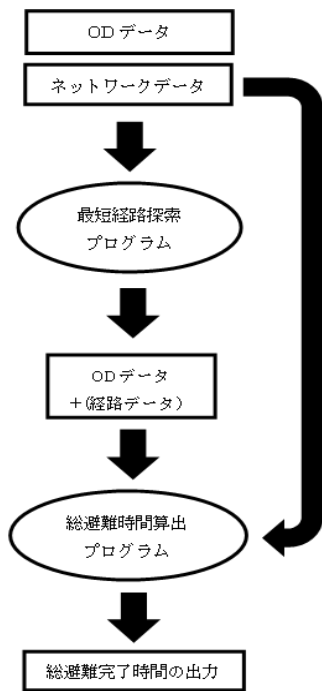 ODデータ
ネットワークデータ
最短経路探索
プログラム
ODデータ
+(経路データ)
総避難時間算出
プログラム
総避難完了時間の出力